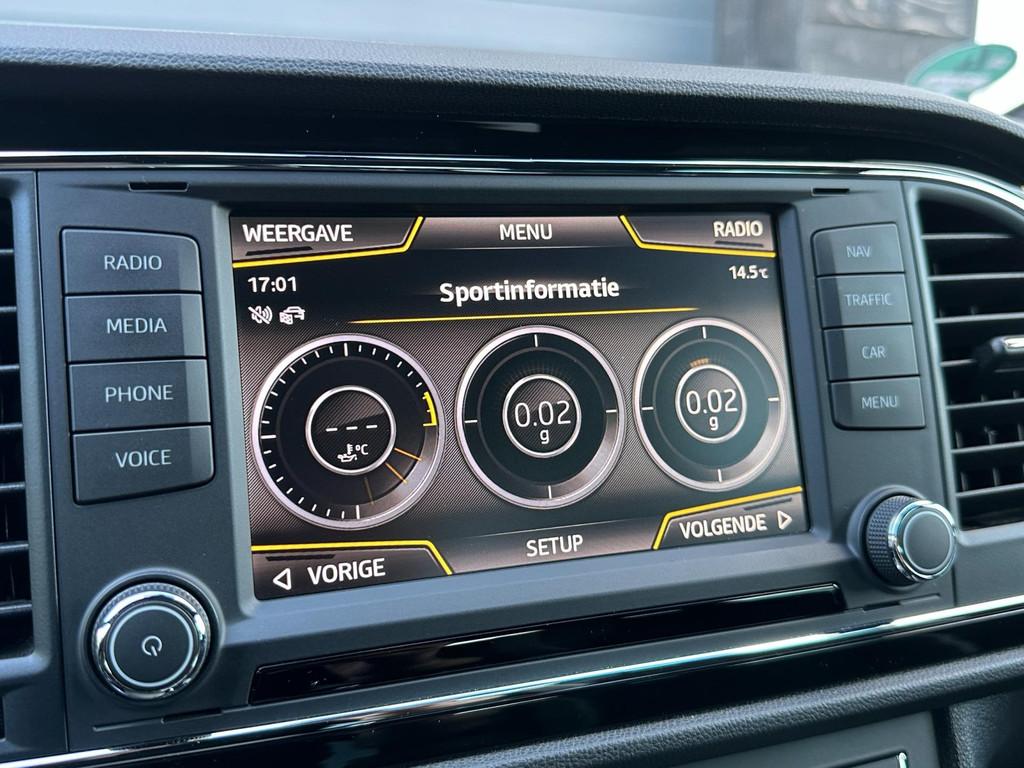 WEERGAVE MENU RADIO
17:01 14.5℃
Sportinformatie
--- 0.02 0.02
°C g g
VORIGE SETUP VOLGENDE
RADIO
MEDIA
PHONE
VOICE
NAV
TRAFFIC
CAR
MENU